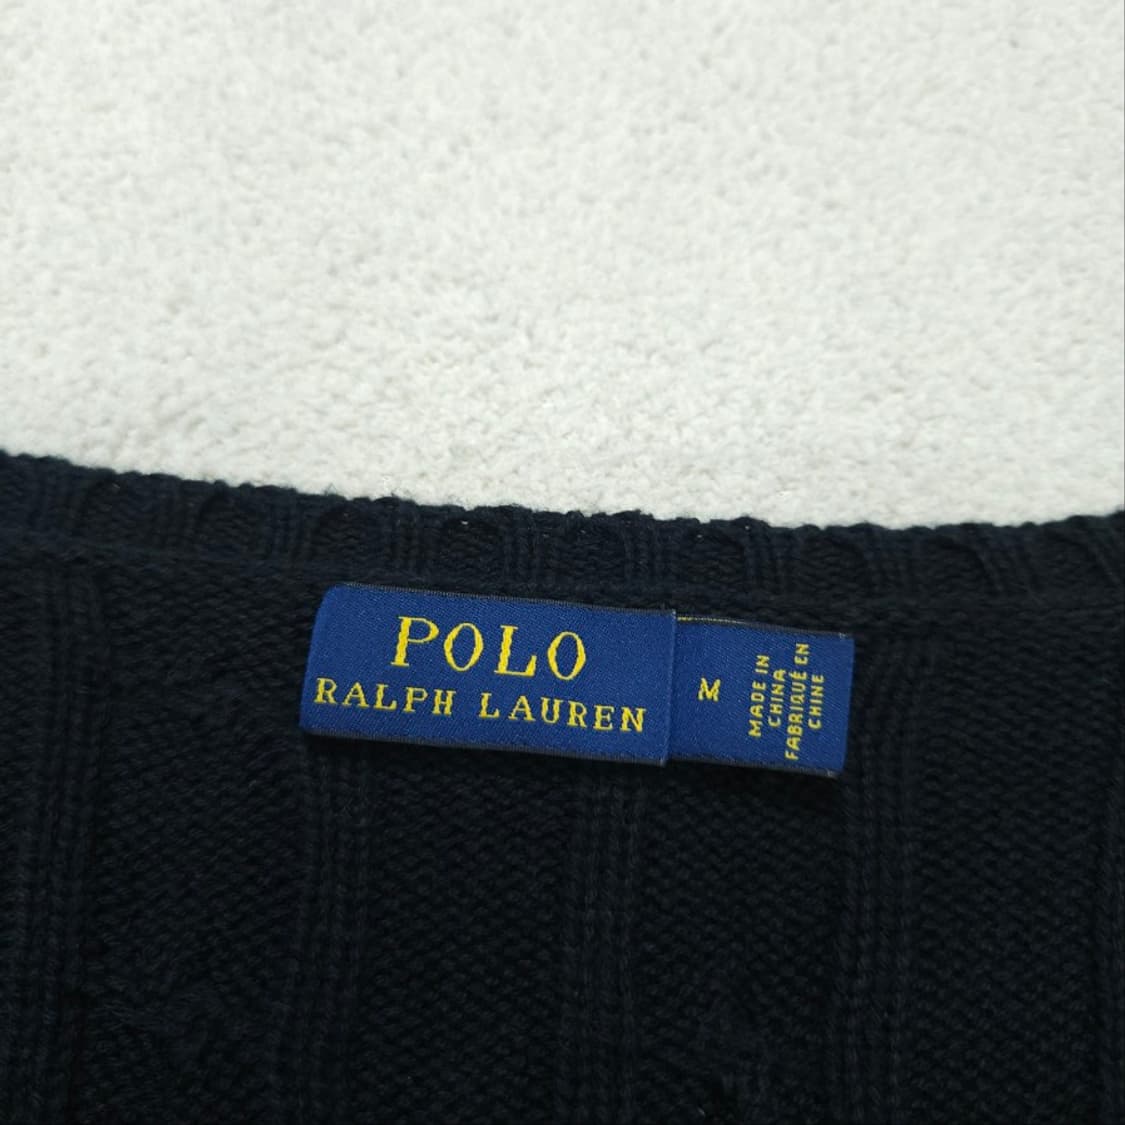 POLO
RALPH LAUREN
M
MADE IN
CHINA
FABRIQUÉ EN
CHINE